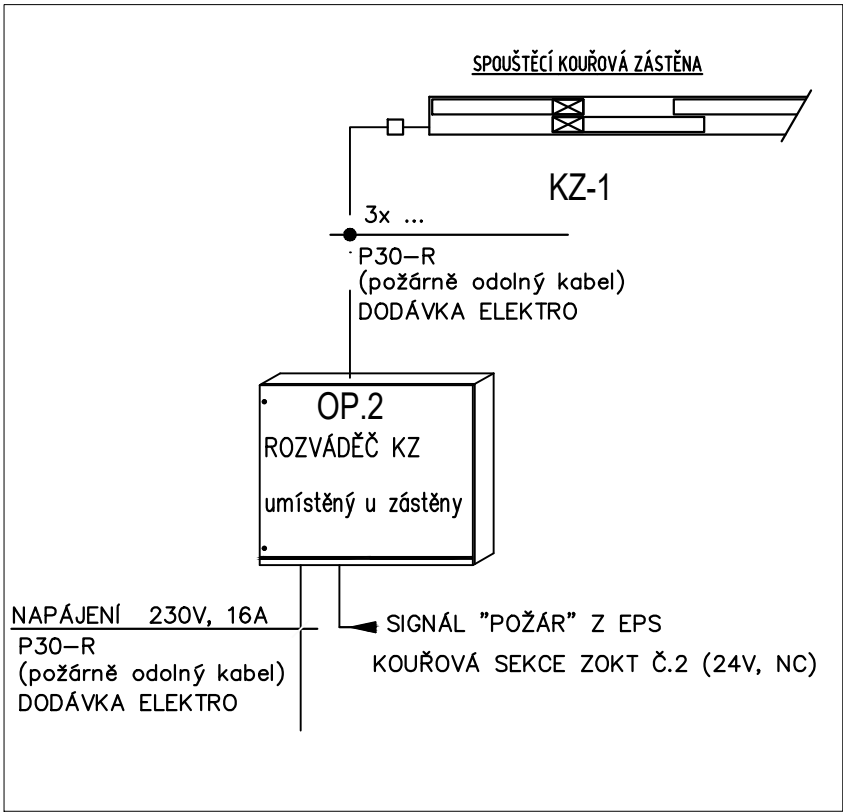 SPOUŠTĚCÍ KOUŘOVÁ ZÁSTĚNA
KZ-1
3x ...
P30-R
(požárně odolný kabel)
DODÁVKA ELEKTRO
OP.2
ROZVÁDĚČ KZ
umístěný u zástěny
NAPÁJENÍ 230V, 16A
P30-R
(požárně odolný kabel)
DODÁVKA ELEKTRO
SIGNÁL "POŽÁR" Z EPS
KOUŘOVÁ SEKCE ZOKT Č.2 (24V, NC)